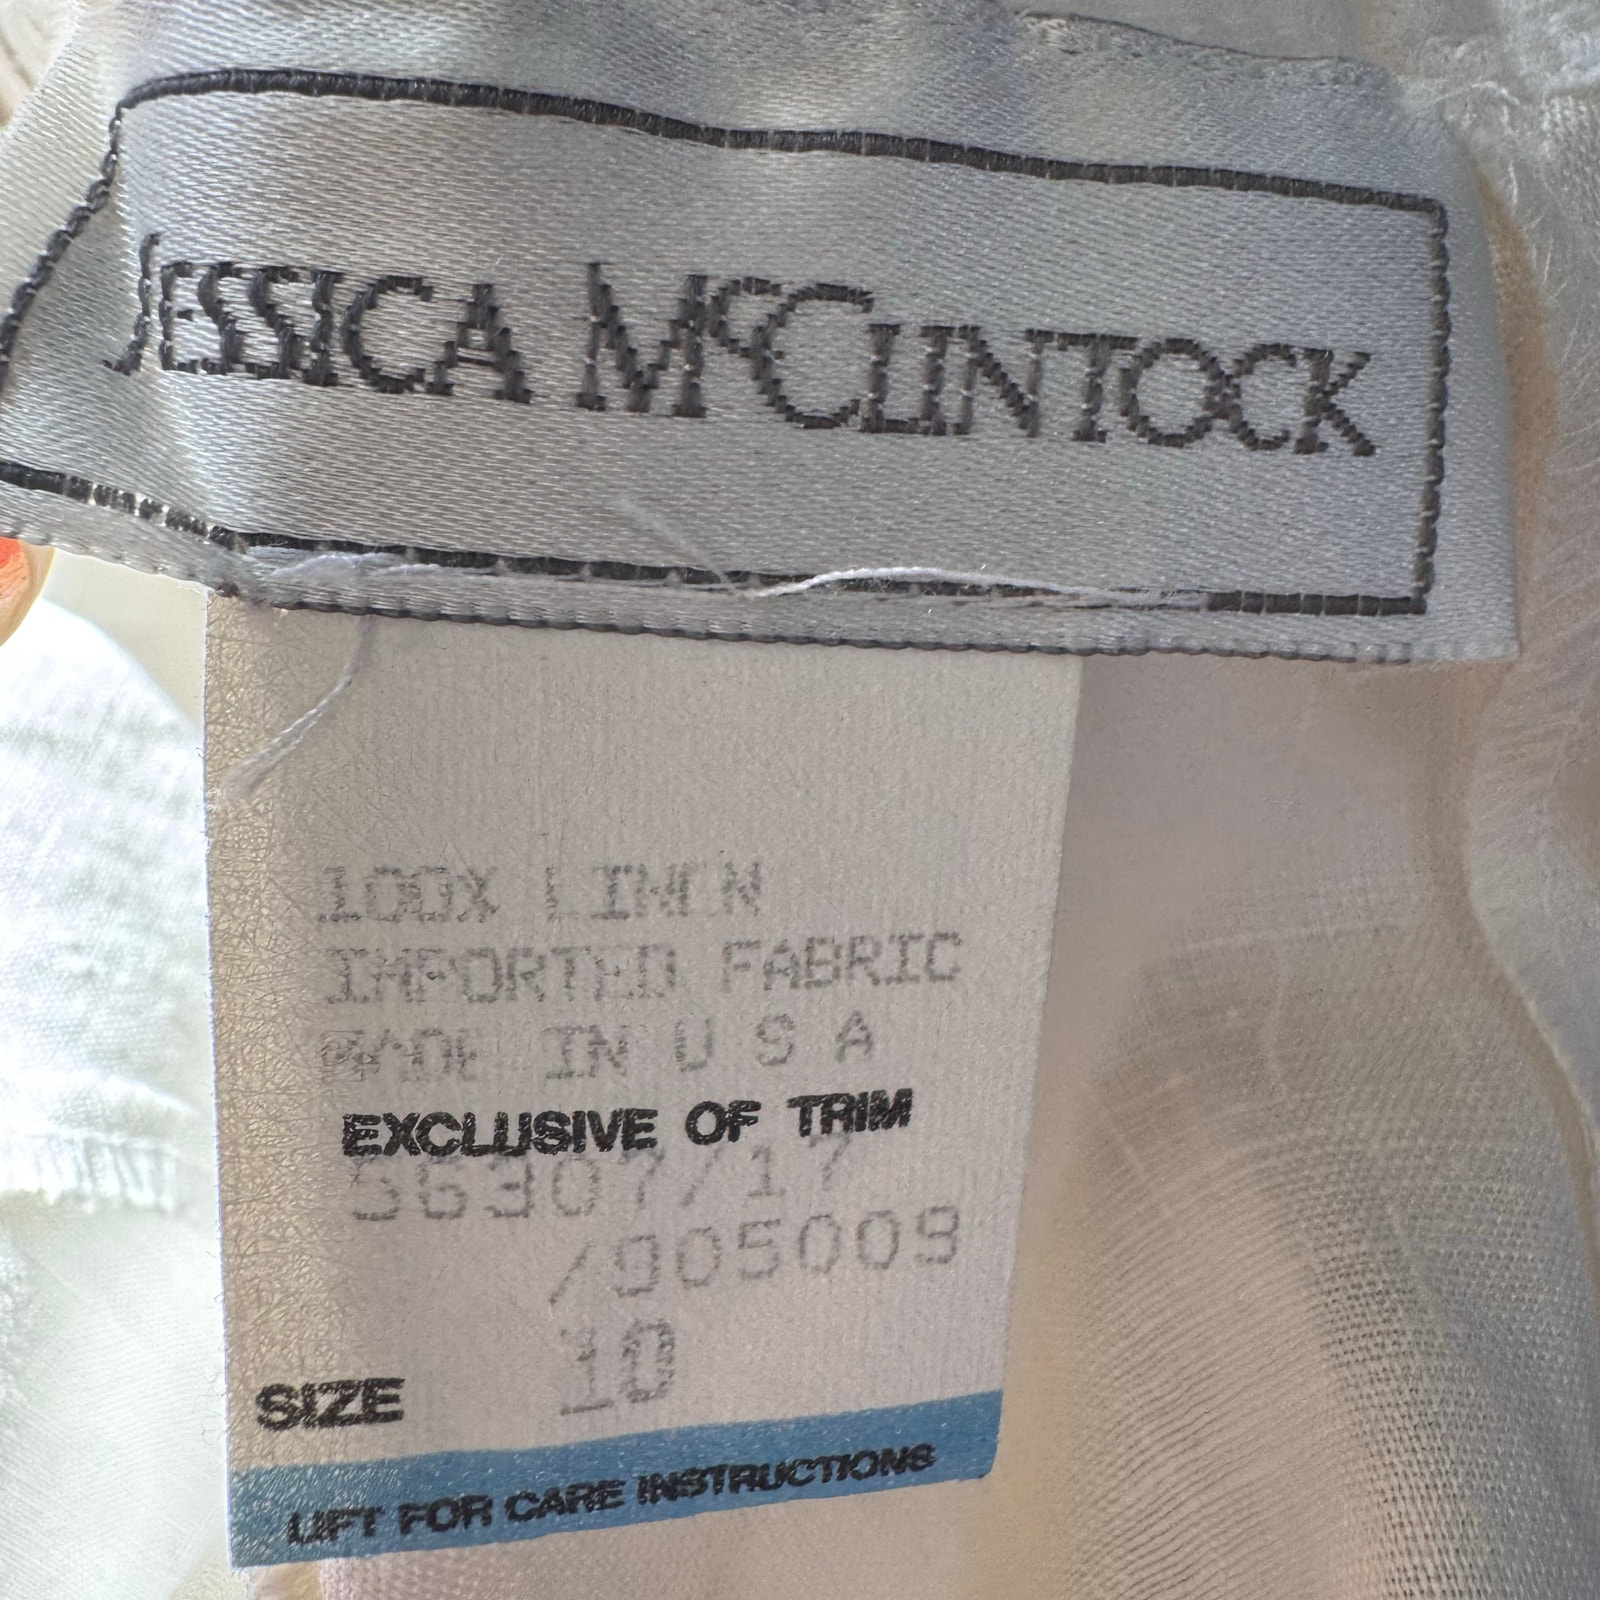 JESSICA McCLINTOCK
100% LINEN
IMPORTED FABRIC
MADE IN U S A
EXCLUSIVE OF TRIM
56307/17
/005009
10
SIZE
LIFT FOR CARE INSTRUCTIONS